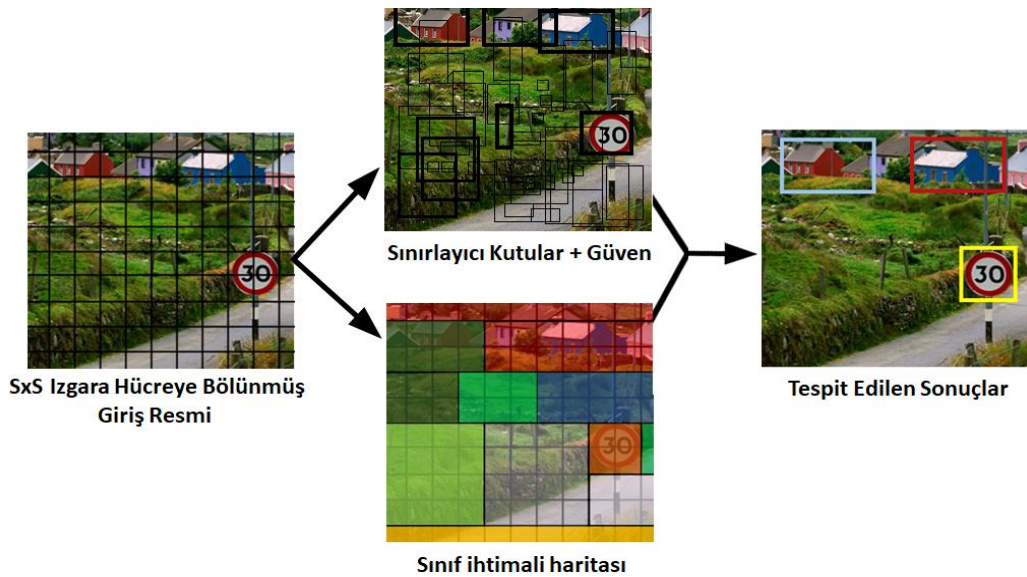 30
Sınırlayıcı Kutular + Güven
30
SxS Izgara Hücreye Bölünmüş
Giriş Resmi
30
Sınıf ihtimali haritası
30
Tespit Edilen Sonuçlar